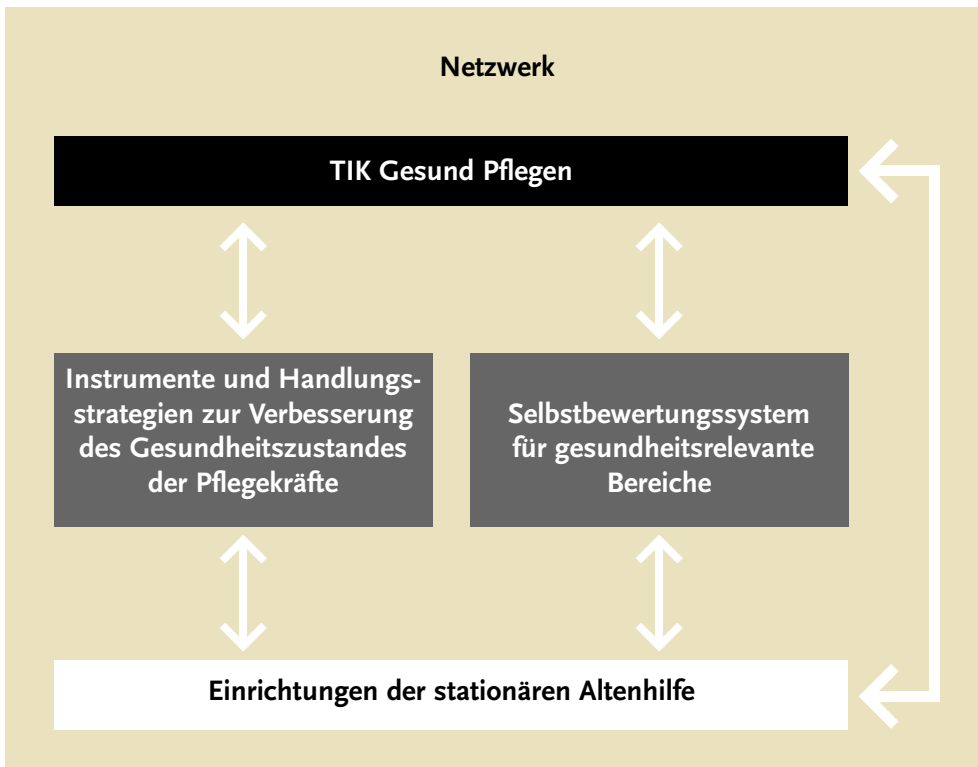 Netzwerk
TIK Gesund Pflegen
Instrumente und Handlungs-
strategien zur Verbesserung
des Gesundheitszustandes
der Pflegekräfte
Selbstbewertungssystem
für gesundheitsrelevante
Bereiche
Einrichtungen der stationären Altenhilfe